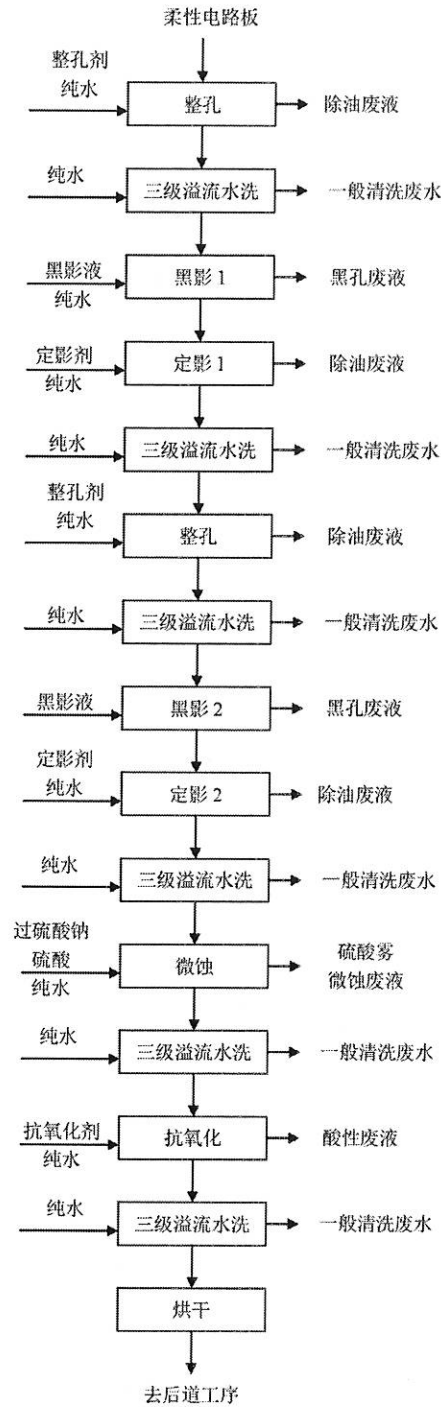 柔性电路板
整孔剂
纯水
整孔
除油废液
纯水
三级溢流水洗
一般清洗废水
黑影液
纯水
黑影1
黑孔废液
定影剂
纯水
定影1
除油废液
纯水
三级溢流水洗
一般清洗废水
整孔剂
纯水
整孔
除油废液
纯水
三级溢流水洗
一般清洗废水
黑影液
黑影2
黑孔废液
定影剂
纯水
定影2
除油废液
纯水
三级溢流水洗
一般清洗废水
过硫酸钠
硫酸
纯水
微蚀
硫酸雾
微蚀废液
纯水
三级溢流水洗
一般清洗废水
抗氧化剂
纯水
抗氧化
酸性废液
纯水
三级溢流水洗
一般清洗废水
烘干
去后道工序